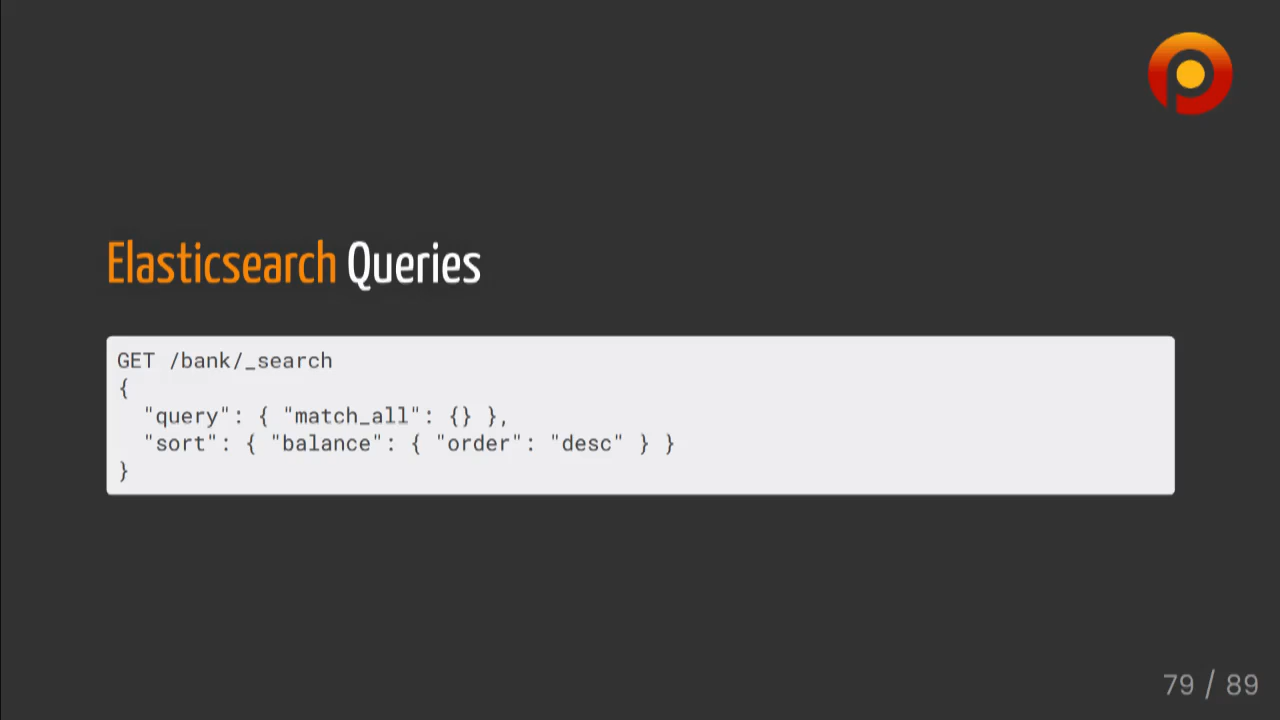 Elasticsearch Queries
GET /bank/_search
{
  "query": { "match_all": {} },
  "sort": { "balance": { "order": "desc" } }
}
79 / 89